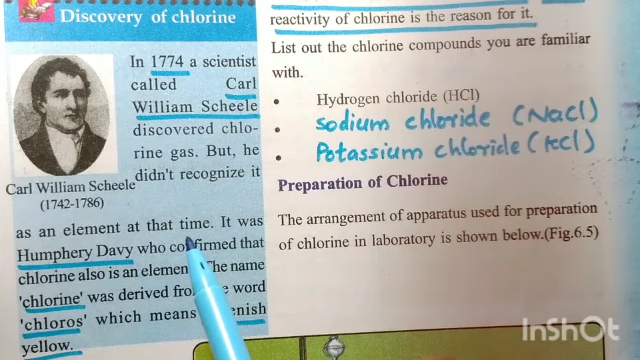 Discovery of chlorine
In 1774 a scientist
called Carl
William Scheele
discovered chlo-
rine gas. But, he
didn't recognize it
Carl William Scheele
(1742-1786)
as an element at that time. It was
Humphery Davy who confirmed that
chlorine also is an elemen The name
'chlorine' was derived fro word
'chloros' which means enish
yellow.
reactivity of chlorine is the reason for it.
List out the chlorine compounds you are familiar
with.
• Hydrogen chloride (HCl)
• sodium chloride (Nacl)
• Potassium chloride (kcl)
Preparation of Chlorine
The arrangement of apparatus used for preparation
of chlorine in laboratory is shown below.(Fig.6.5)
InShOt